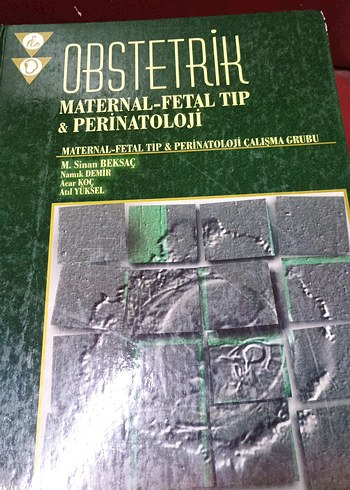 OBSTETRİK
MATERNAL-FETAL TIP
& PERİNATOLOJİ
MATERNAL-FETAL TIP & PERİNATOLOJİ ÇALIŞMA GRUBU
M. Sinan BEKSAÇ
Namık DEMİR
Acar KOÇ
Atıl YÜKSEL